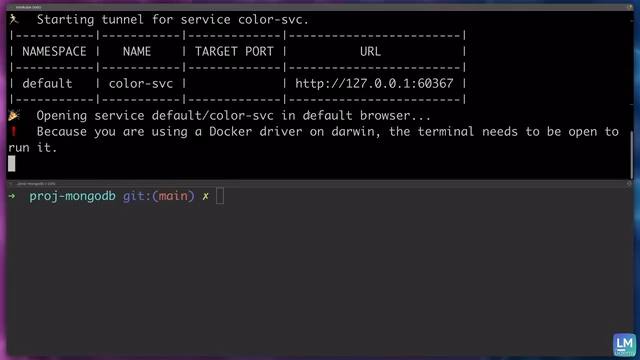 🏃 Starting tunnel for service color-svc.
|-----------|-----------|-------------|------------------------|
| NAMESPACE | NAME | TARGET PORT | URL |
|-----------|-----------|-------------|------------------------|
| default | color-svc | | http://127.0.0.1:60367 |
|-----------|-----------|-------------|------------------------|
🎉 Opening service default/color-svc in default browser...
❗ Because you are using a Docker driver on darwin, the terminal needs to be open to
run it.
→ proj-mongodb git:(main) ✗
LM